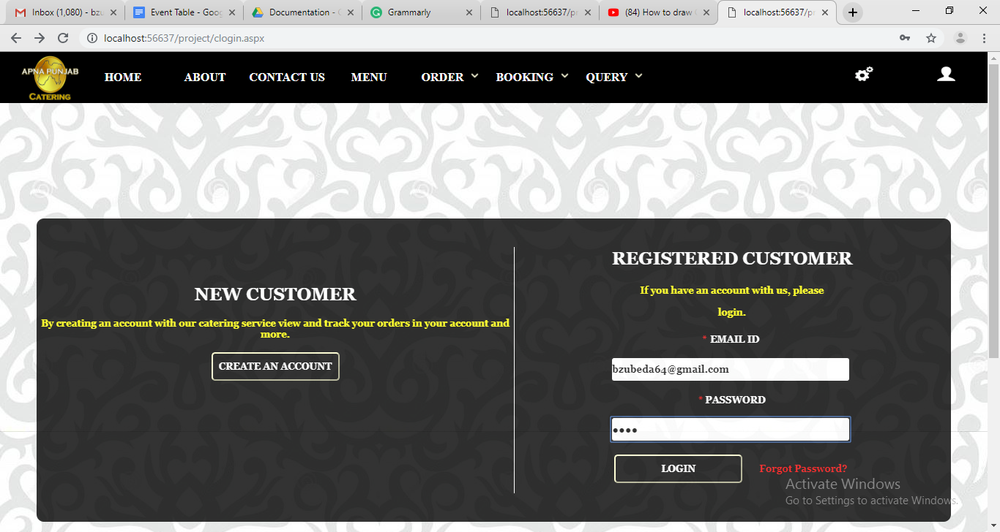 Inbox (1,080) - bzu
Event Table - Goog
Documentation - G
Grammarly
localhost:56637/pr
(84) How to draw
localhost:56637/pr
localhost:56637/project/clogin.aspx
APNA PUNJAB
CATERING
HOME ABOUT CONTACT US MENU ORDER BOOKING QUERY
NEW CUSTOMER
By creating an account with our catering service view and track your orders in your account and
more.
CREATE AN ACCOUNT
REGISTERED CUSTOMER
If you have an account with us, please
login.
* EMAIL ID
bzubeda64@gmail.com
* PASSWORD
••••
LOGIN Forgot Password?
Activate Windows
Go to Settings to activate Windows.